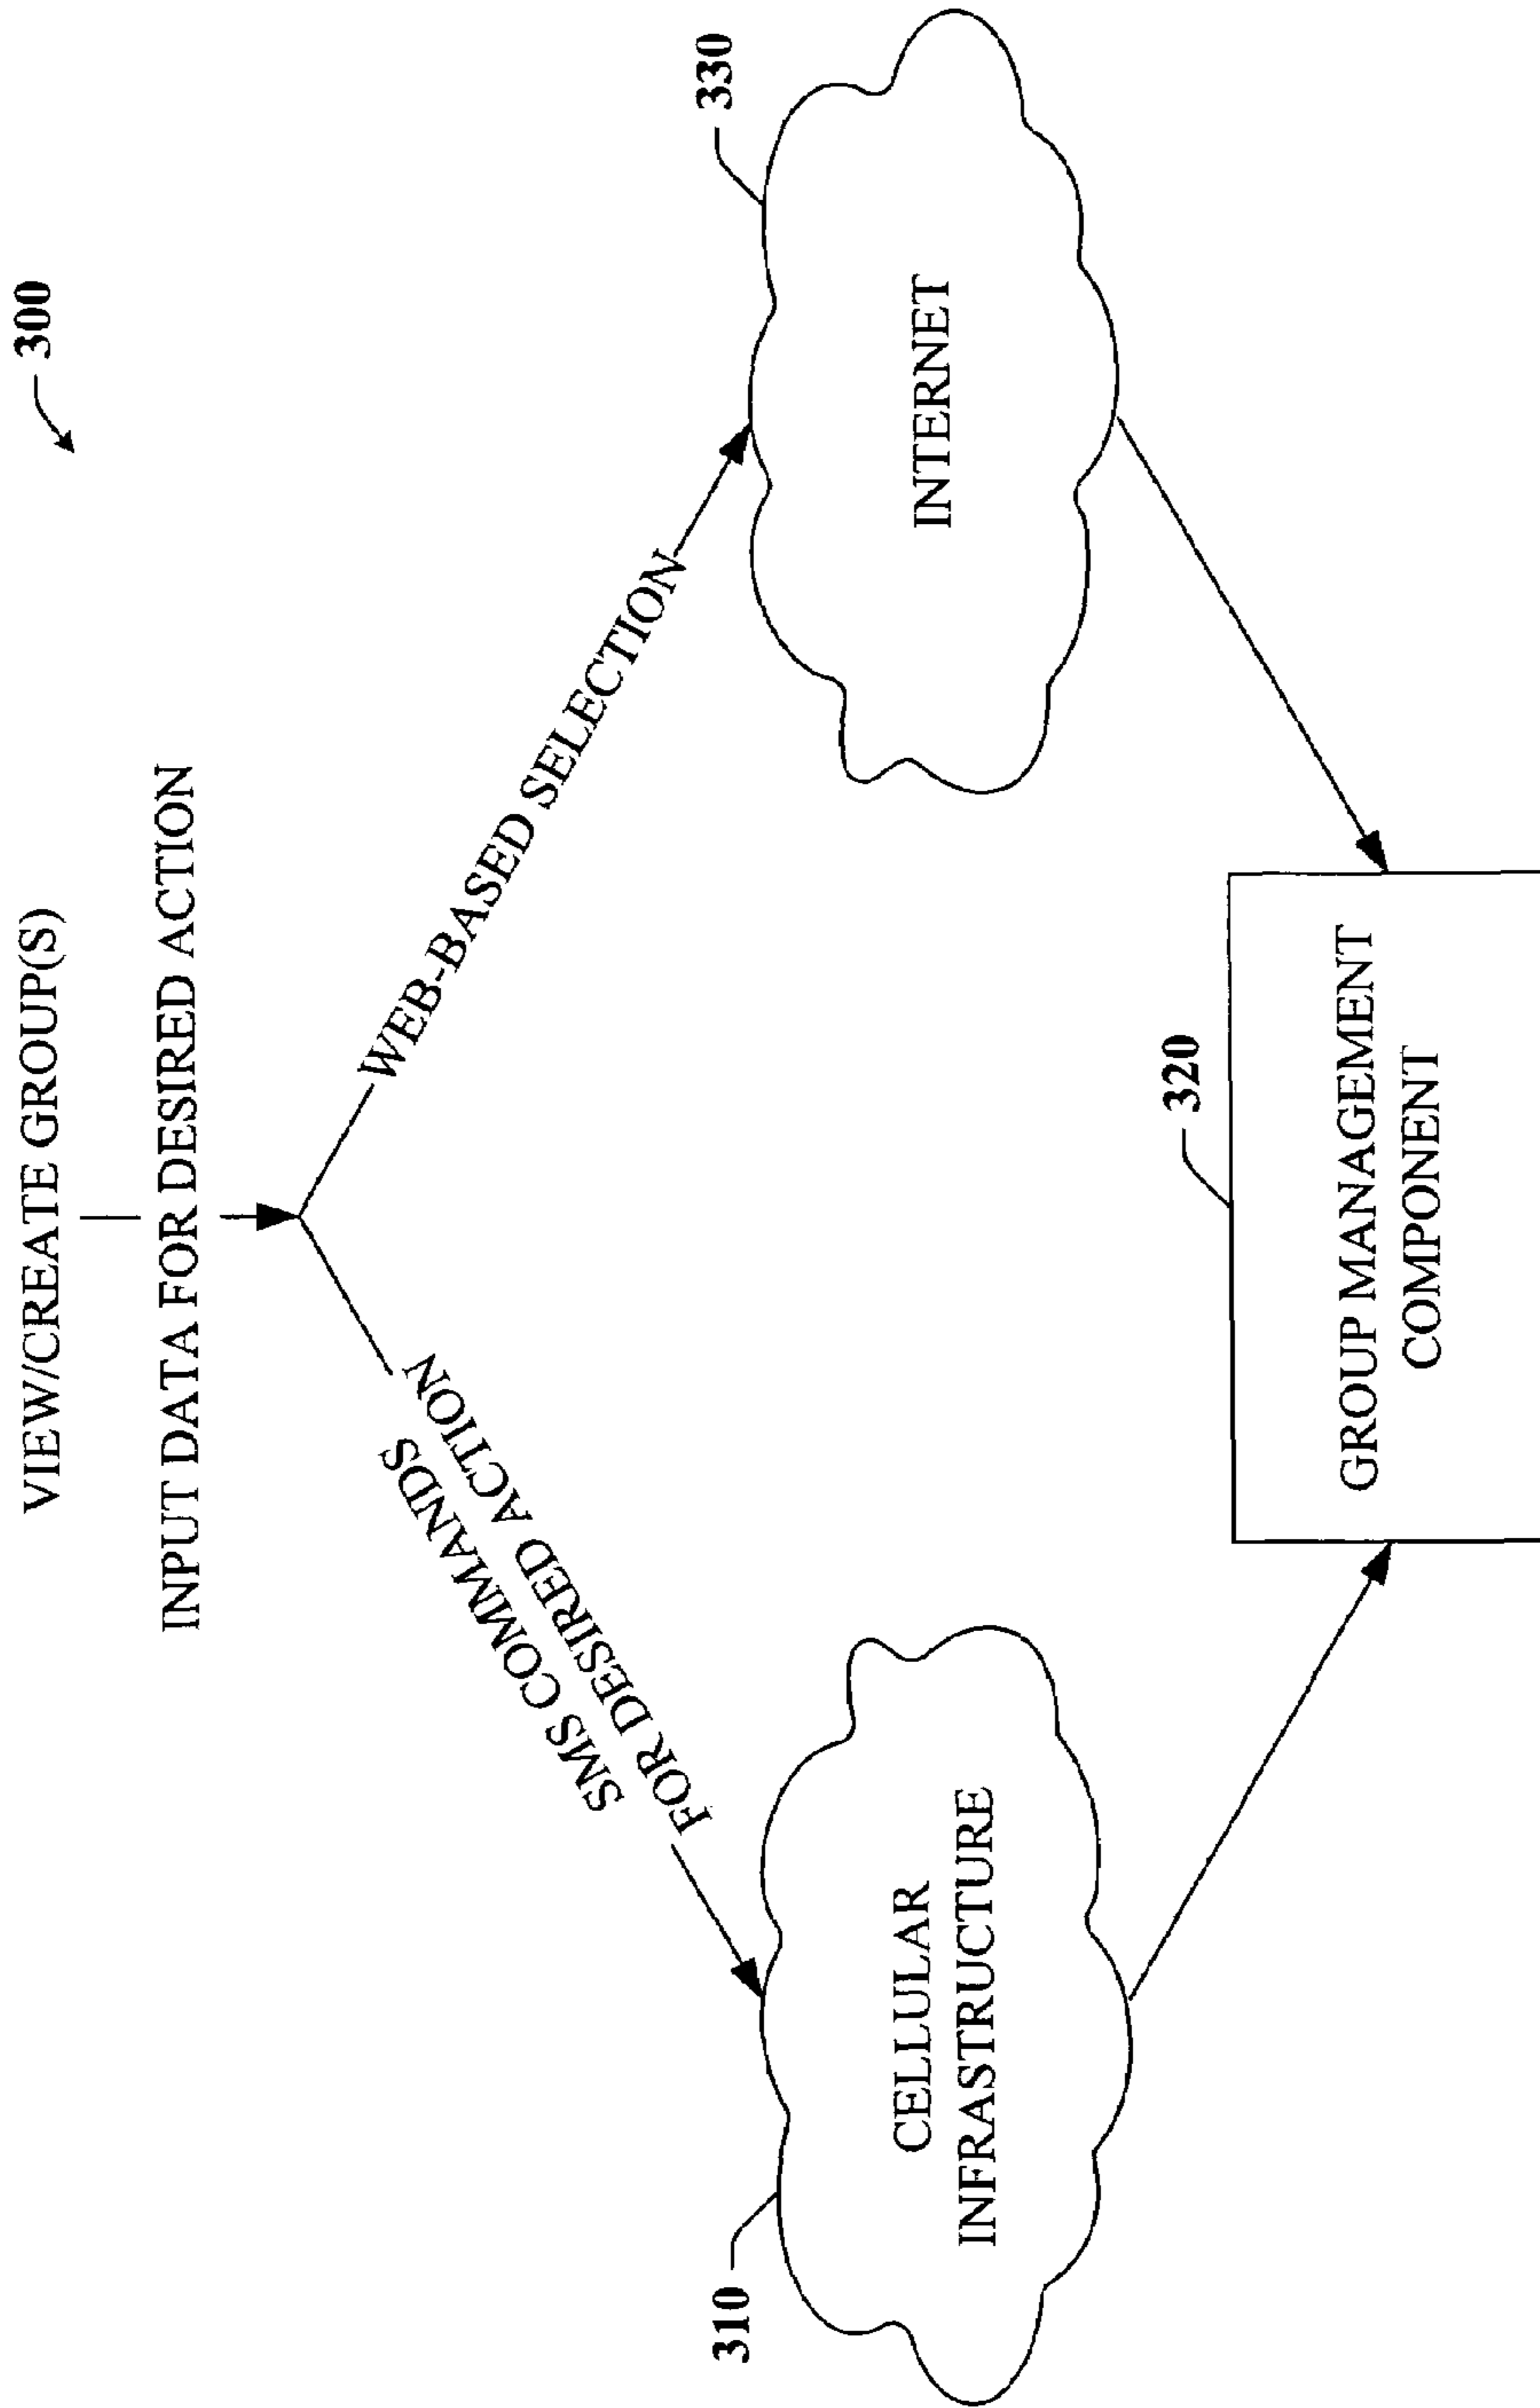 300
VIEW/CREATE GROUP(S)
INPUT DATA FOR DESIRED ACTION
SMS COMMANDS
FOR DESIRED ACTION
WEB-BASED SELECTION
310
CELLULAR
INFRASTRUCTURE
330
INTERNET
320
GROUP MANAGEMENT
COMPONENT